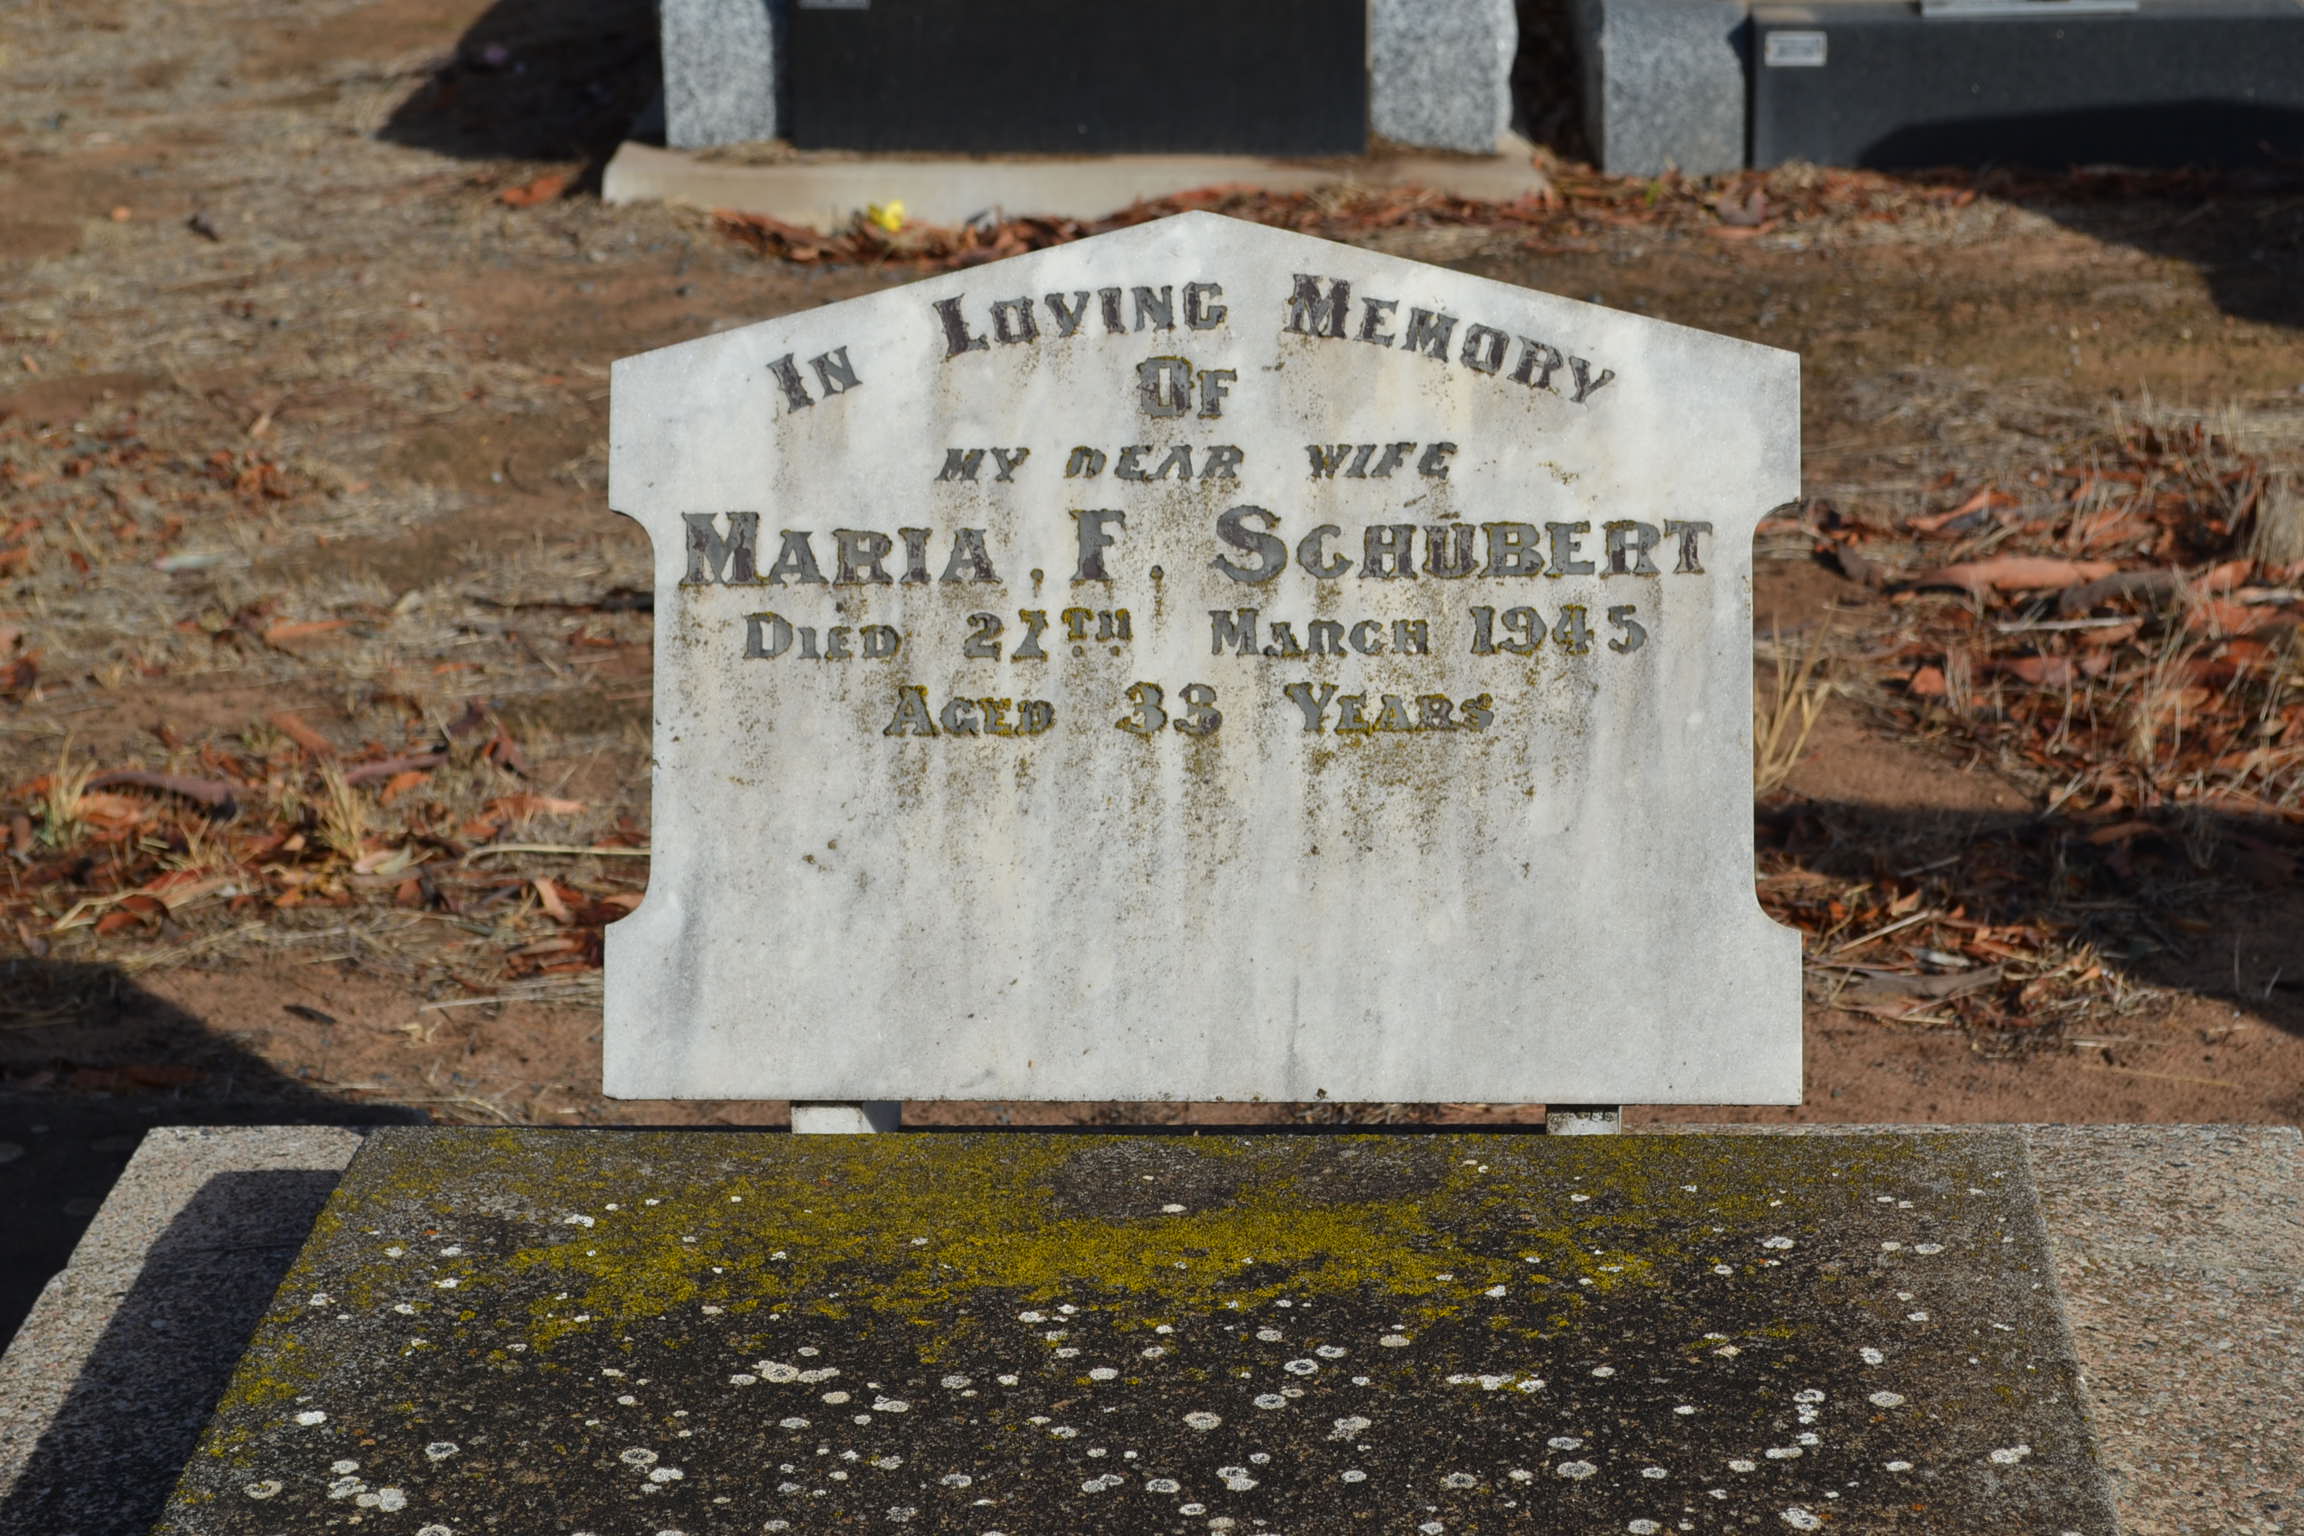 IN LOVING MEMORY
OF
MY DEAR WIFE
MARIA . F . SCHUBERT
DIED 27TH MARCH 1945
AGED 33 YEARS